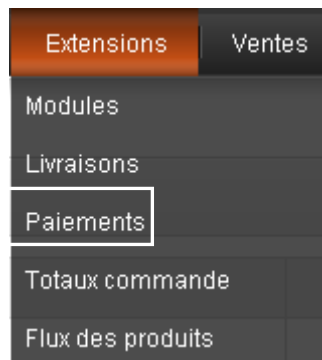 Extensions Ventes
Modules
Livraisons
Paiements
Totaux commande
Flux des produits